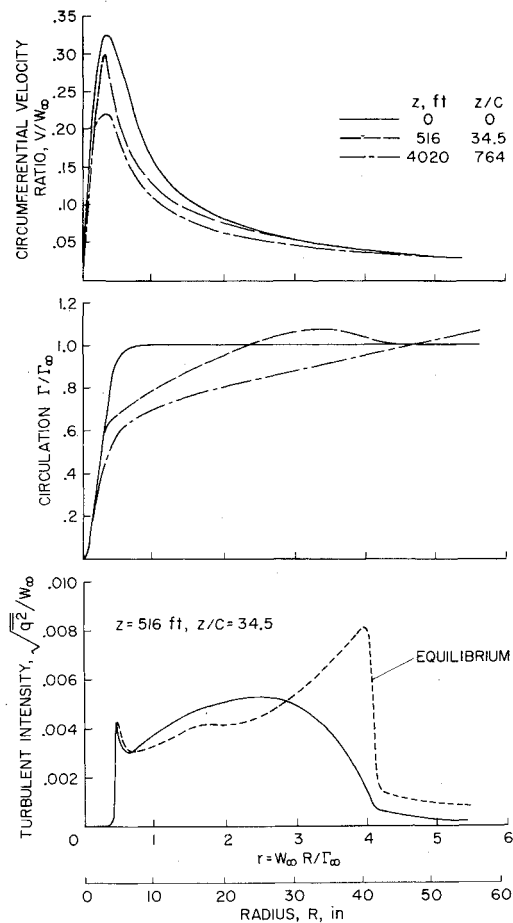 CIRCUMFERENTIAL VELOCITY
RATIO, V/W∞
.35
.30
.25
.20
.15
.10
.05
z, ft z/C
0 0
516 34.5
4020 764
CIRCULATION Γ/Γ∞
1.2
1.0
.8
.6
.4
.2
TURBULENT INTENSITY, √q²/W∞
.010
.008
.006
.004
.002
z = 516 ft, z/C = 34.5
EQUILIBRIUM
0 1 2 3 4 5 6
r = W∞ R/Γ∞
0 10 20 30 40 50 60
RADIUS, R, in